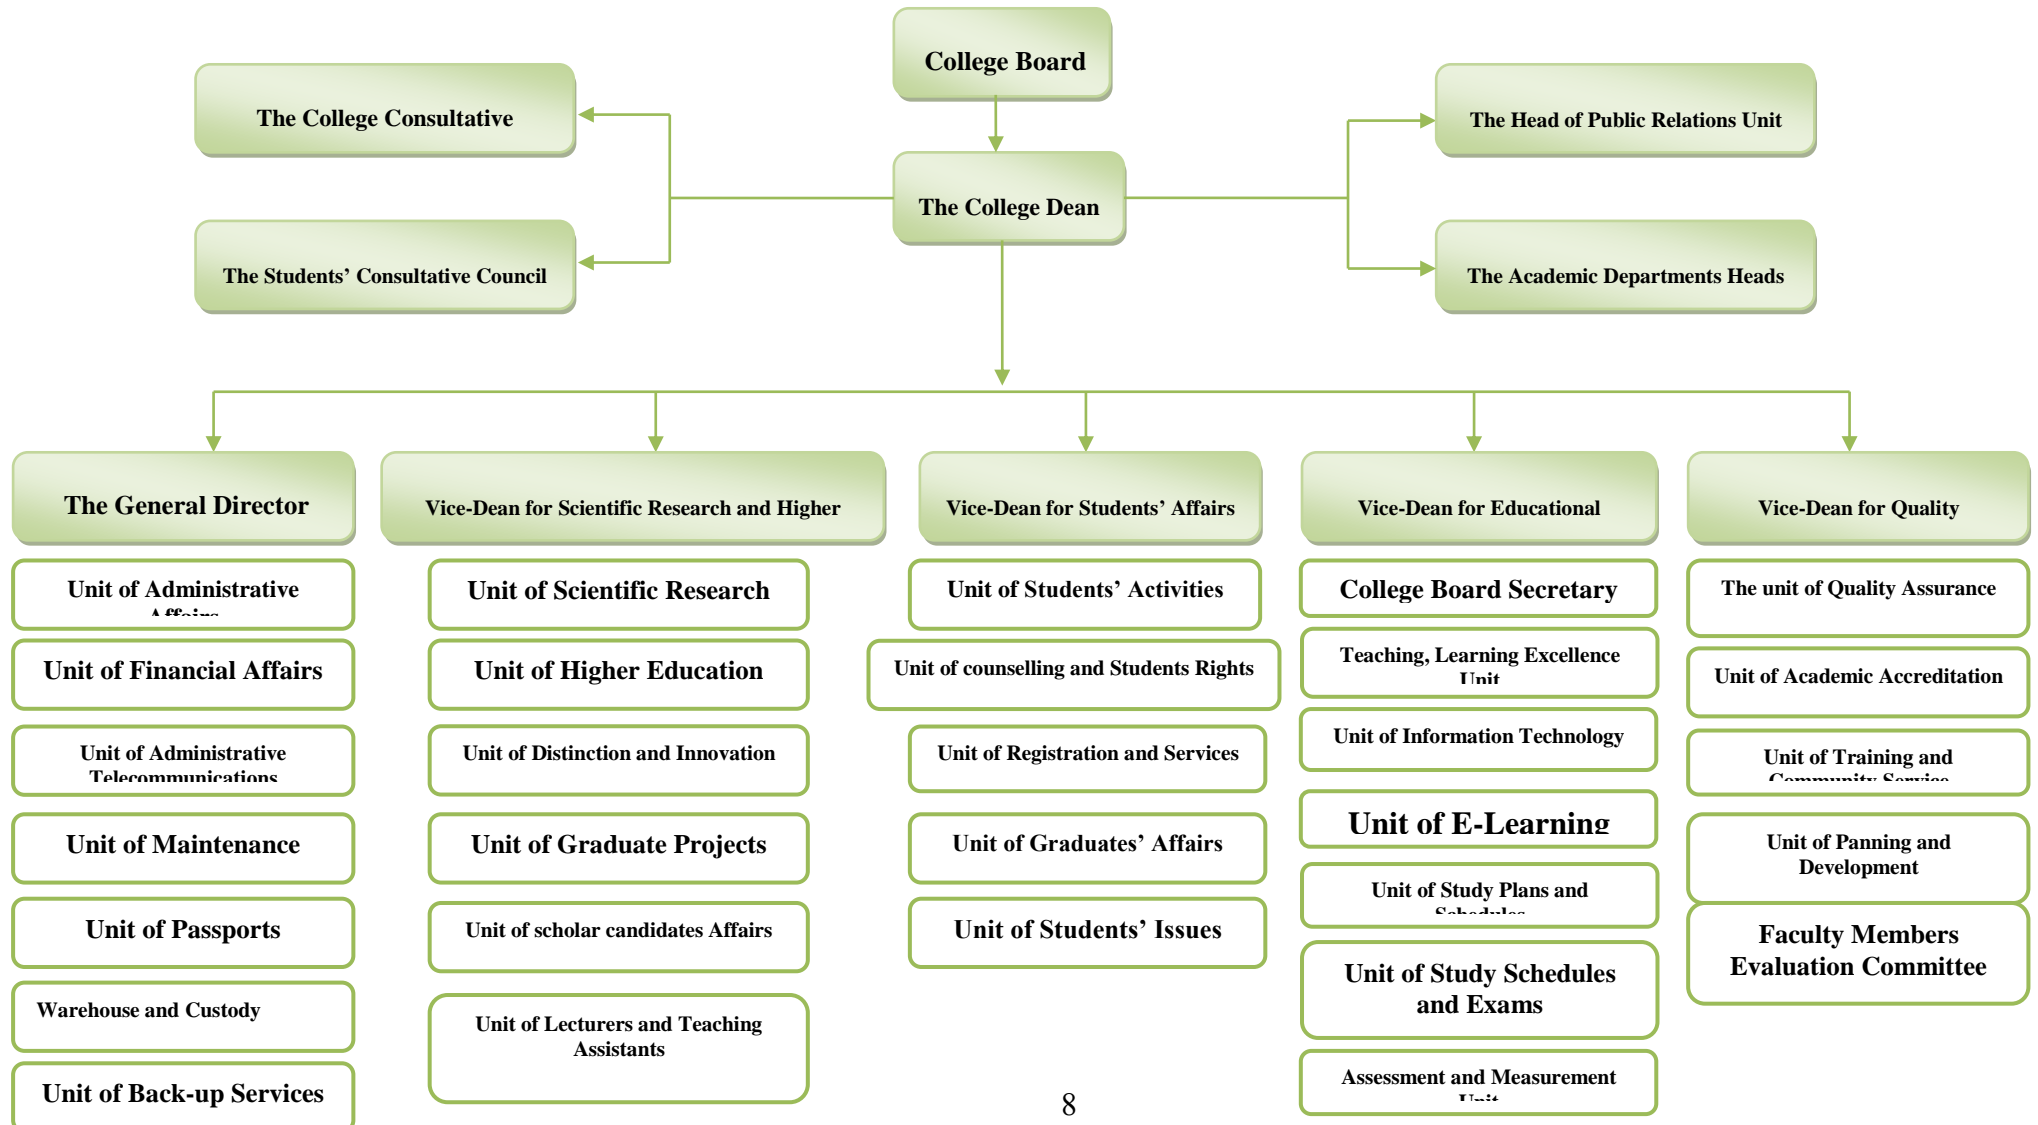 College Board
The College Consultative
The Head of Public Relations Unit
The College Dean
The Students’ Consultative Council
The Academic Departments Heads
The General Director
Vice-Dean for Scientific Research and Higher
Vice-Dean for Students’ Affairs
Vice-Dean for Educational
Vice-Dean for Quality
Unit of Administrative
Affairs
Unit of Financial Affairs
Unit of Administrative
Telecommunications
Unit of Maintenance
Unit of Passports
Warehouse and Custody
Unit of Back-up Services
Unit of Scientific Research
Unit of Higher Education
Unit of Distinction and Innovation
Unit of Graduate Projects
Unit of scholar candidates Affairs
Unit of Lecturers and Teaching
Assistants
Unit of Students’ Activities
Unit of counselling and Students Rights
Unit of Registration and Services
Unit of Graduates’ Affairs
Unit of Students’ Issues
College Board Secretary
Teaching, Learning Excellence
Unit
Unit of Information Technology
Unit of E-Learning
Unit of Study Plans and
Schedules
Unit of Study Schedules
and Exams
Assessment and Measurement
Unit
The unit of Quality Assurance
Unit of Academic Accreditation
Unit of Training and
Community Service
Unit of Panning and
Development
Faculty Members
Evaluation Committee
8